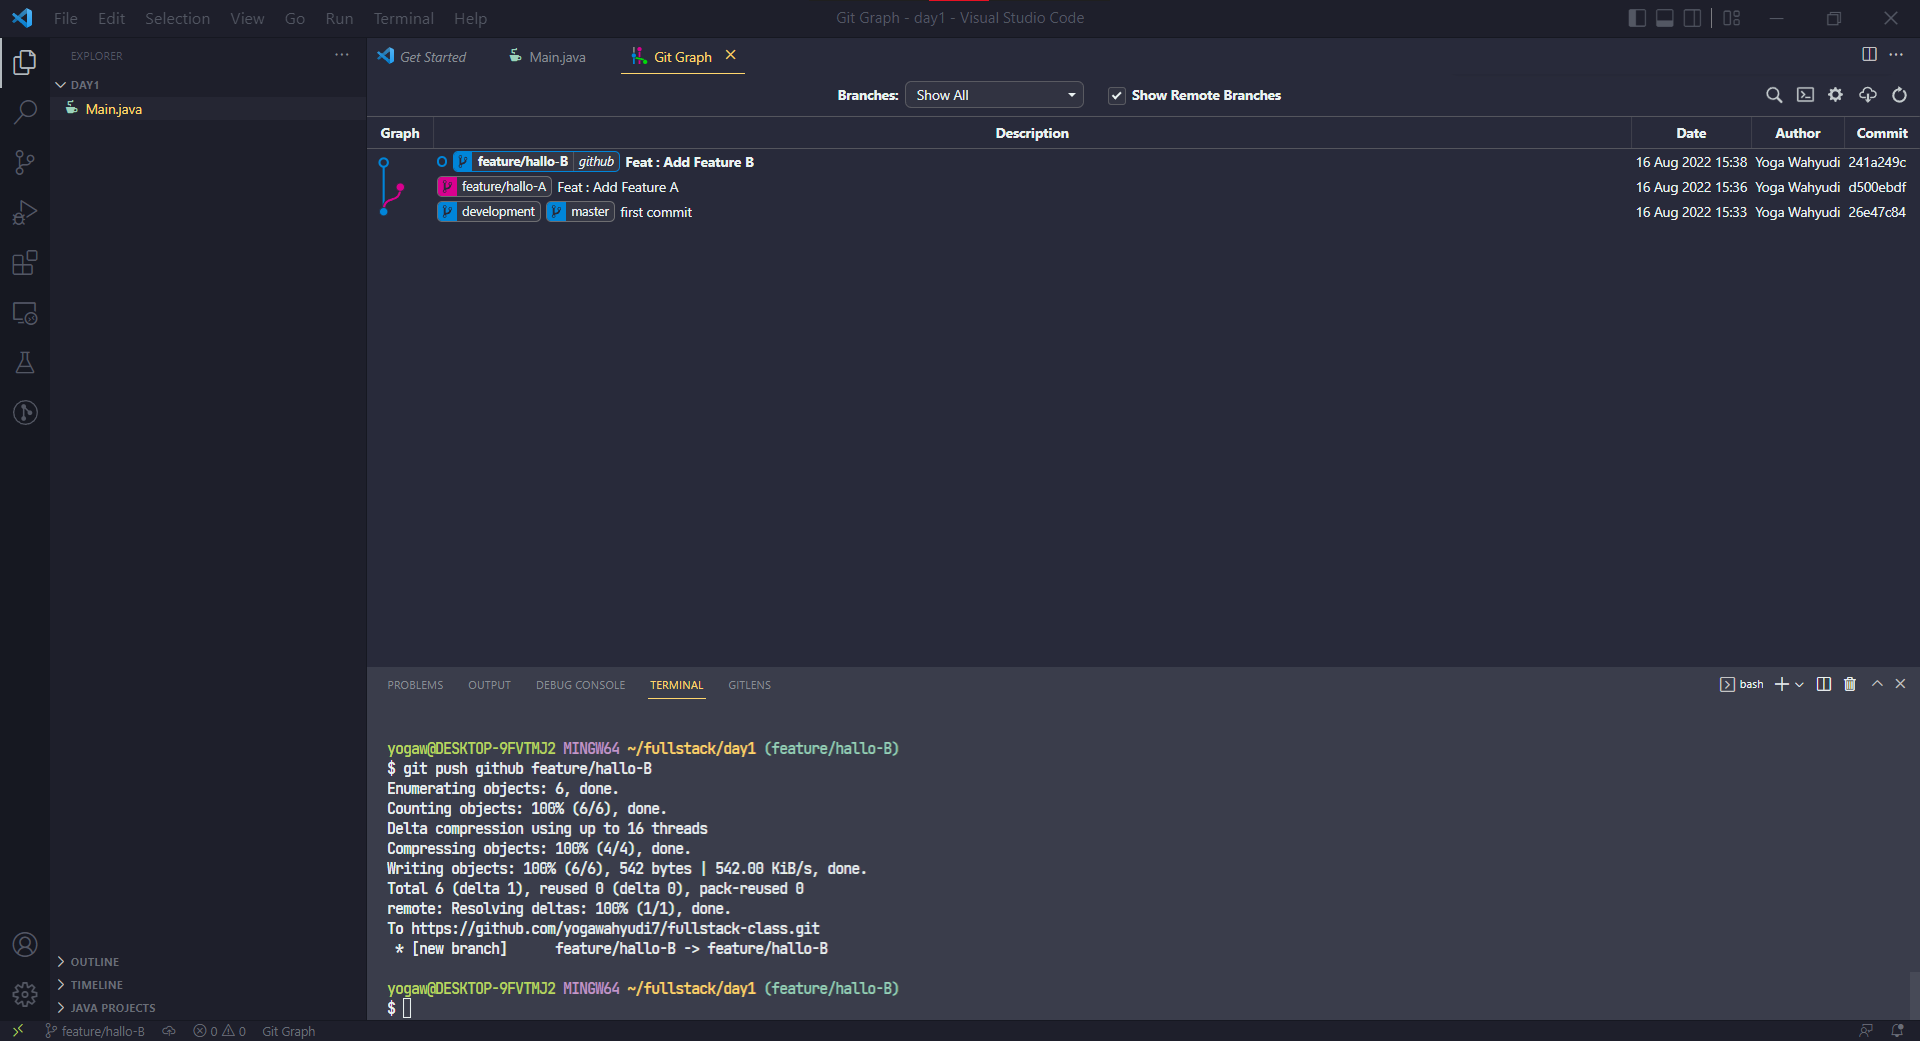 File Edit Selection View Go Run Terminal Help
Git Graph - day1 - Visual Studio Code
EXPLORER
DAY1
Main.java
Get Started Main.java Git Graph
Branches: Show All Show Remote Branches
Graph Description Date Author Commit
feature/hallo-B github Feat : Add Feature B 16 Aug 2022 15:38 Yoga Wahyudi 241a249c
feature/hallo-A Feat : Add Feature A 16 Aug 2022 15:36 Yoga Wahyudi d500ebdf
development master first commit 16 Aug 2022 15:33 Yoga Wahyudi 26e47c84
PROBLEMS OUTPUT DEBUG CONSOLE TERMINAL GITLENS
bash
yogaw@DESKTOP-9FVTMJ2 MINGW64 ~/fullstack/day1 (feature/hallo-B)
$ git push github feature/hallo-B
Enumerating objects: 6, done.
Counting objects: 100% (6/6), done.
Delta compression using up to 16 threads
Compressing objects: 100% (4/4), done.
Writing objects: 100% (6/6), 542 bytes | 542.00 KiB/s, done.
Total 6 (delta 1), reused 0 (delta 0), pack-reused 0
remote: Resolving deltas: 100% (1/1), done.
To https://github.com/yogawahyudi7/fullstack-class.git
* [new branch] feature/hallo-B -> feature/hallo-B
yogaw@DESKTOP-9FVTMJ2 MINGW64 ~/fullstack/day1 (feature/hallo-B)
$
OUTLINE
TIMELINE
JAVA PROJECTS
feature/hallo-B 0 0 Git Graph